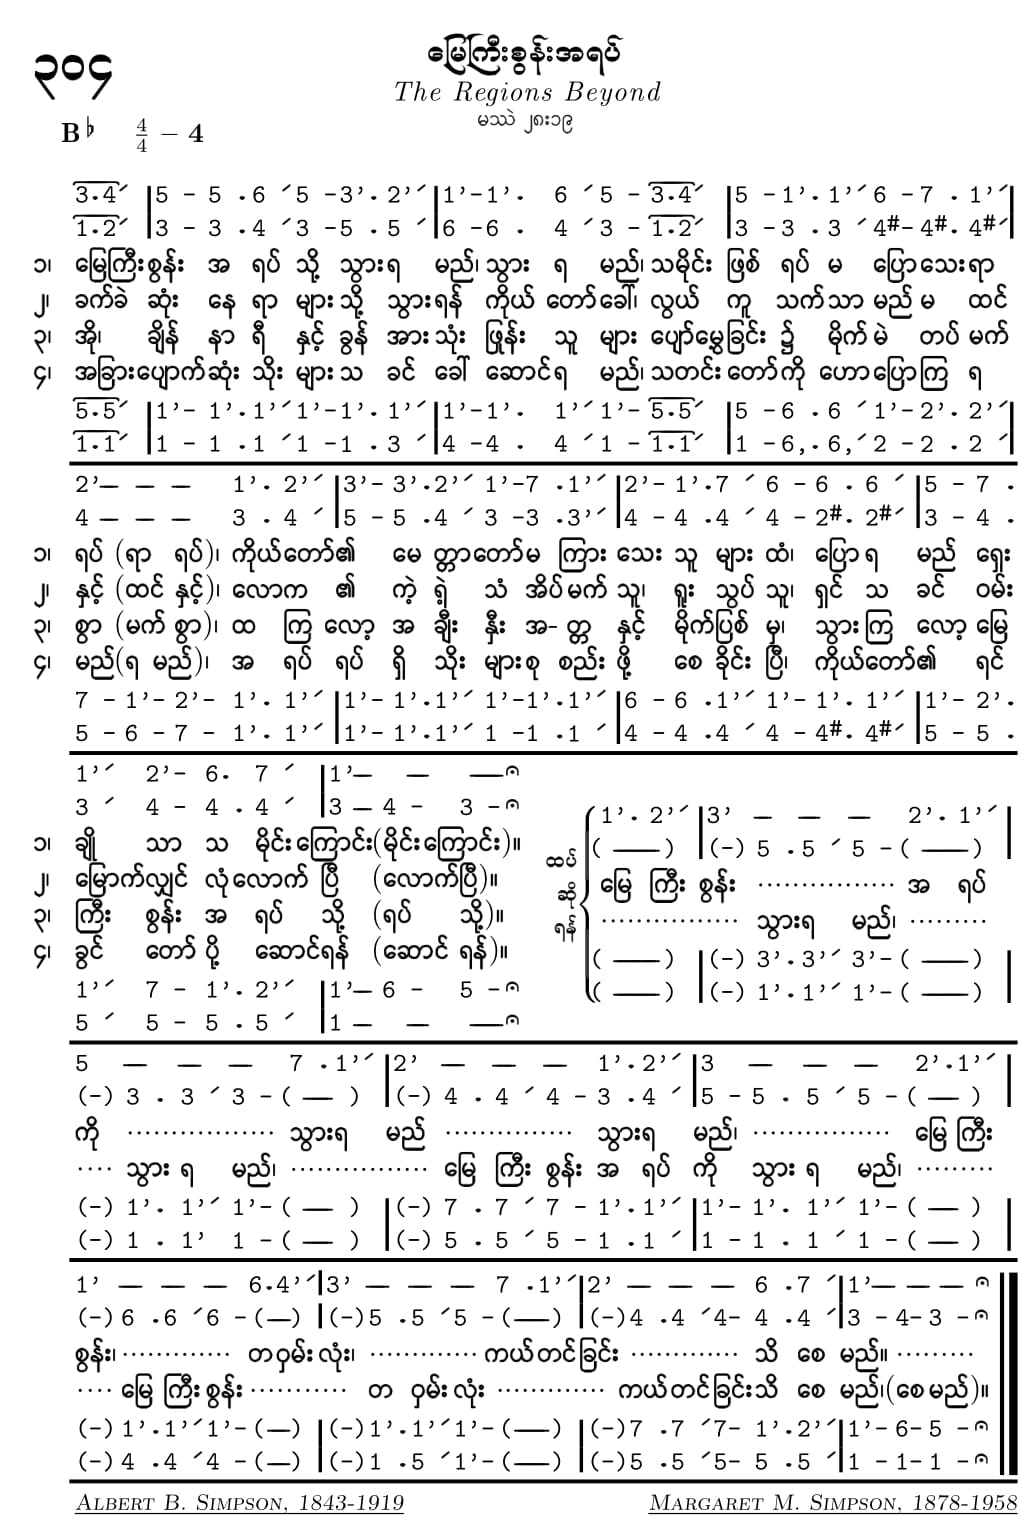 ၃၀၄
မြေကြီးစွန်းအရပ်
The Regions Beyond
မဿဲ ၂၈း၁၉
B♭ 4/4 – 4
3.4ʹ |5 – 5 .6 ʹ5 –3’. 2’ʹ|1’–1’. 6 ʹ5 – 3.4ʹ |5 –1’. 1’ʹ6 –7 . 1’ʹ|
1.2ʹ |3 – 3 .4 ʹ3 –5 . 5 ʹ|6 –6 . 4 ʹ3 – 1.2ʹ |3 –3 .3 ʹ4#– 4#. 4#ʹ|
၁၊ မြေကြီးစွန်း အ ရပ် သို့ သွားရ မည်၊ သွား ရ မည်၊ သမိုင်း ဖြစ် ရပ် မ ပြောသေးရာ
၂၊ ခက်ခဲ ဆုံး နေ ရာ များ သို့ သွားရန် ကိုယ် တော်ခေါ်၊ လွယ် ကူ သက်သာ မည် မ ထင်
၃၊ အို၊ ချိန် နာ ရီ နှင့် ခွန် အား သုံး ဖြုန်း သူ များ ပျော်မွှေ့ခြင်း ၌ မိုက်မဲ တပ် မက်
၄၊ အခြားပျောက်ဆုံး သိုး များ သ ခင် ခေါ် ဆောင်ရ မည်၊ သတင်း တော်ကို ဟောပြောကြ ရ
5.5ʹ |1’– 1’.1’ʹ1’–1’. 1’ʹ|1’–1’. 1’ʹ1’– 5.5ʹ |5 –6 .6 ʹ1’– 2’. 2’ʹ|
1.1ʹ |1 – 1 .1 ʹ1 –1 .3 ʹ|4 –4 . 4 ʹ1 – 1.1ʹ |1 –6,. 6,ʹ2 –2 .2 ʹ|
2’– – – 1’. 2’ʹ|3’– 3’.2’ʹ 1’–7 .1’ʹ|2’– 1’.7 ʹ 6 – 6 . 6 ʹ|5 – 7 .
4 – – – 3 . 4 ʹ|5 – 5 .4 ʹ 3 –3 .3’ʹ|4 – 4 .4 ʹ 4 – 2#. 2#ʹ|3 – 4 .
၁၊ ရပ် (ရာ ရပ်)၊ ကိုယ်တော်၏ မေ တ္တာတော်မ ကြား သေး သူ များ ထံ၊ ပြော ရ မည် ရှေး
၂၊ နှင့် (ထင် နှင့်)၊ လောက ၏ ကဲ့ ရဲ့ သံ အိပ်မက် သူ၊ ရူး သွပ် သူ၊ ရှင် သ ခင် ဝမ်း
၃၊ စွာ (မက် စွာ)၊ ထ ကြ လော့ အ ချီး နှီး အ- တ္တ နှင့် မိုက်ပြစ် မှ၊ သွားကြ လော့ မြေ
၄၊ မည်(ရ မည်)၊ အ ရပ် ရပ် ရှိ သိုး များစု စည်း ဖို့ စေ ခိုင်း ပြီ၊ ကိုယ်တော်၏ ရင်
7 – 1’– 2’– 1’. 1’ʹ|1’– 1’.1’ʹ 1’–1’.1’ʹ|6 – 6 .1’ʹ 1’– 1’. 1’ʹ|1’– 2’.
5 – 6 – 7 – 1’. 1’ʹ|1’– 1’.1’ʹ 1 –1 .1 ʹ|4 – 4 .4 ʹ 4 – 4#. 4#ʹ|5 – 5 .
1’ʹ 2’– 6. 7 ʹ |1’– – –𝄐
3 ʹ 4 – 4 .4 ʹ |3 – 4 – 3 –𝄐
၁၊ ချို သာ သ မိုင်းကြောင်း(မိုင်းကြောင်း)။
၂၊ မြောက်လျှင် လုံလောက် ပြီ (လောက်ပြီ)။
၃၊ ကြီး စွန်း အ ရပ် သို့ (ရပ် သို့)။
၄၊ ခွင် တော် ပို့ ဆောင်ရန် (ဆောင် ရန်)။
1’ʹ 7 – 1’. 2’ʹ |1’– 6 – 5 –𝄐
5 ʹ 5 – 5 .5 ʹ |1 – – –𝄐
ထပ်
ဆို
ရန်
1’. 2’ʹ|3’ – – – 2’. 1’ʹ|
( — ) |(–) 5 .5 ʹ 5 –( — ) |
မြေ ကြီး စွန်း ················ အ ရပ်
················ သွားရ မည်၊ ·········
( — ) |(–) 3’.3’ʹ 3’–( — ) |
( — ) |(–) 1’.1’ʹ 1’–( — ) |
5 – – – 7 .1’ʹ|2’ – – – 1’.2’ʹ|3 – – – 2’.1’ʹ|
(–) 3 . 3 ʹ 3 –( — ) |(–) 4 . 4 ʹ 4 – 3 .4 ʹ|5 – 5 . 5 ʹ 5 –( — ) |
ကို ················· သွားရ မည် ··············· သွားရ မည်၊ ················ မြေ ကြီး
···· သွား ရ မည်၊ ················ မြေ ကြီး စွန်း အ ရပ် ကို သွား ရ မည်၊ ·········
(–) 1’. 1’ʹ 1’–( — ) |(–) 7 . 7 ʹ 7 – 1’.1’ʹ|1’– 1’. 1’ʹ 1’–( — ) |
(–) 1 . 1’ 1 –( — ) |(–) 5 . 5 ʹ 5 – 1 .1 ʹ|1 – 1 . 1 ʹ 1 –( — ) |
1’ – – – 6.4’ʹ|3’ – – – 7 .1’ʹ|2’ – – – 6 .7 ʹ|1’– – – 𝄐
(–) 6 .6 ʹ6 –(—) |(–)5 .5 ʹ5 –(—) |(–)4 .4 ʹ4– 4 .4 ʹ|3 – 4– 3 –𝄐
စွန်း၊ ············· တဝှမ်း လုံး၊ ············· ကယ်တင်ခြင်း ············· သိ စေ မည်။ ·········
···· မြေ ကြီး စွန်း ··········· တ ဝှမ်း လုံး ············· ကယ်တင်ခြင်းသိ စေ မည်၊(စေ မည်)။
(–) 1’.1’ʹ1’–(—) |(–)1’.1’ʹ1’–(—) |(–)7 .7 ʹ7– 1’.2’ʹ|1’– 6– 5 –𝄐
(–) 4 .4 ʹ4 –(—) |(–)1 .5 ʹ1’–(—) |(–)5 .5 ʹ5– 5 .5 ʹ|1 – 1– 1 –𝄐
Albert B. Simpson, 1843-1919
Margaret M. Simpson, 1878-1958